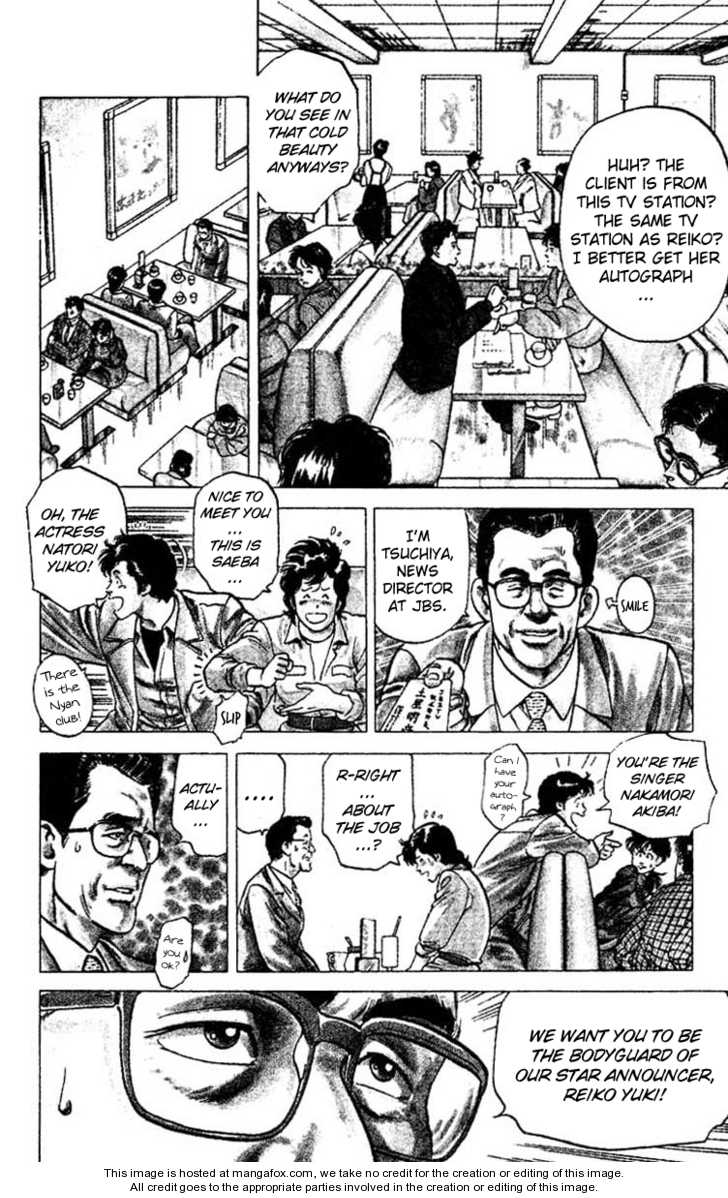 WHAT DO
YOU SEE IN
THAT COLD
BEAUTY
ANYWAYS?
HUH? THE
CLIENT IS FROM
THIS TV STATION?
THE SAME TV
STATION AS REIKO?
I BETTER GET HER
AUTOGRAPH
...
OH, THE
ACTRESS
NATORI
YUKO!
NICE TO
MEET YOU
...
THIS IS
SAEBA
...
There
is the
Nyan
club!
SLIP
I'M
TSUCHIYA,
NEWS
DIRECTOR
AT JBS.
SMILE
ACTU-
ALLY
...
Are
you
ok?
....
R-RIGHT
...
ABOUT
THE JOB
...?
Can I
have
your
auto-
graph
?
YOU'RE THE
SINGER
NAKAMORI
AKIBA!
WE WANT YOU TO BE
THE BODYGUARD OF
OUR STAR ANNOUNCER,
REIKO YUKI!
This image is hosted at mangafox.com, we take no credit for the creation or editing of this image.
All credit goes to the appropriate parties involved in the creation or editing of this image.